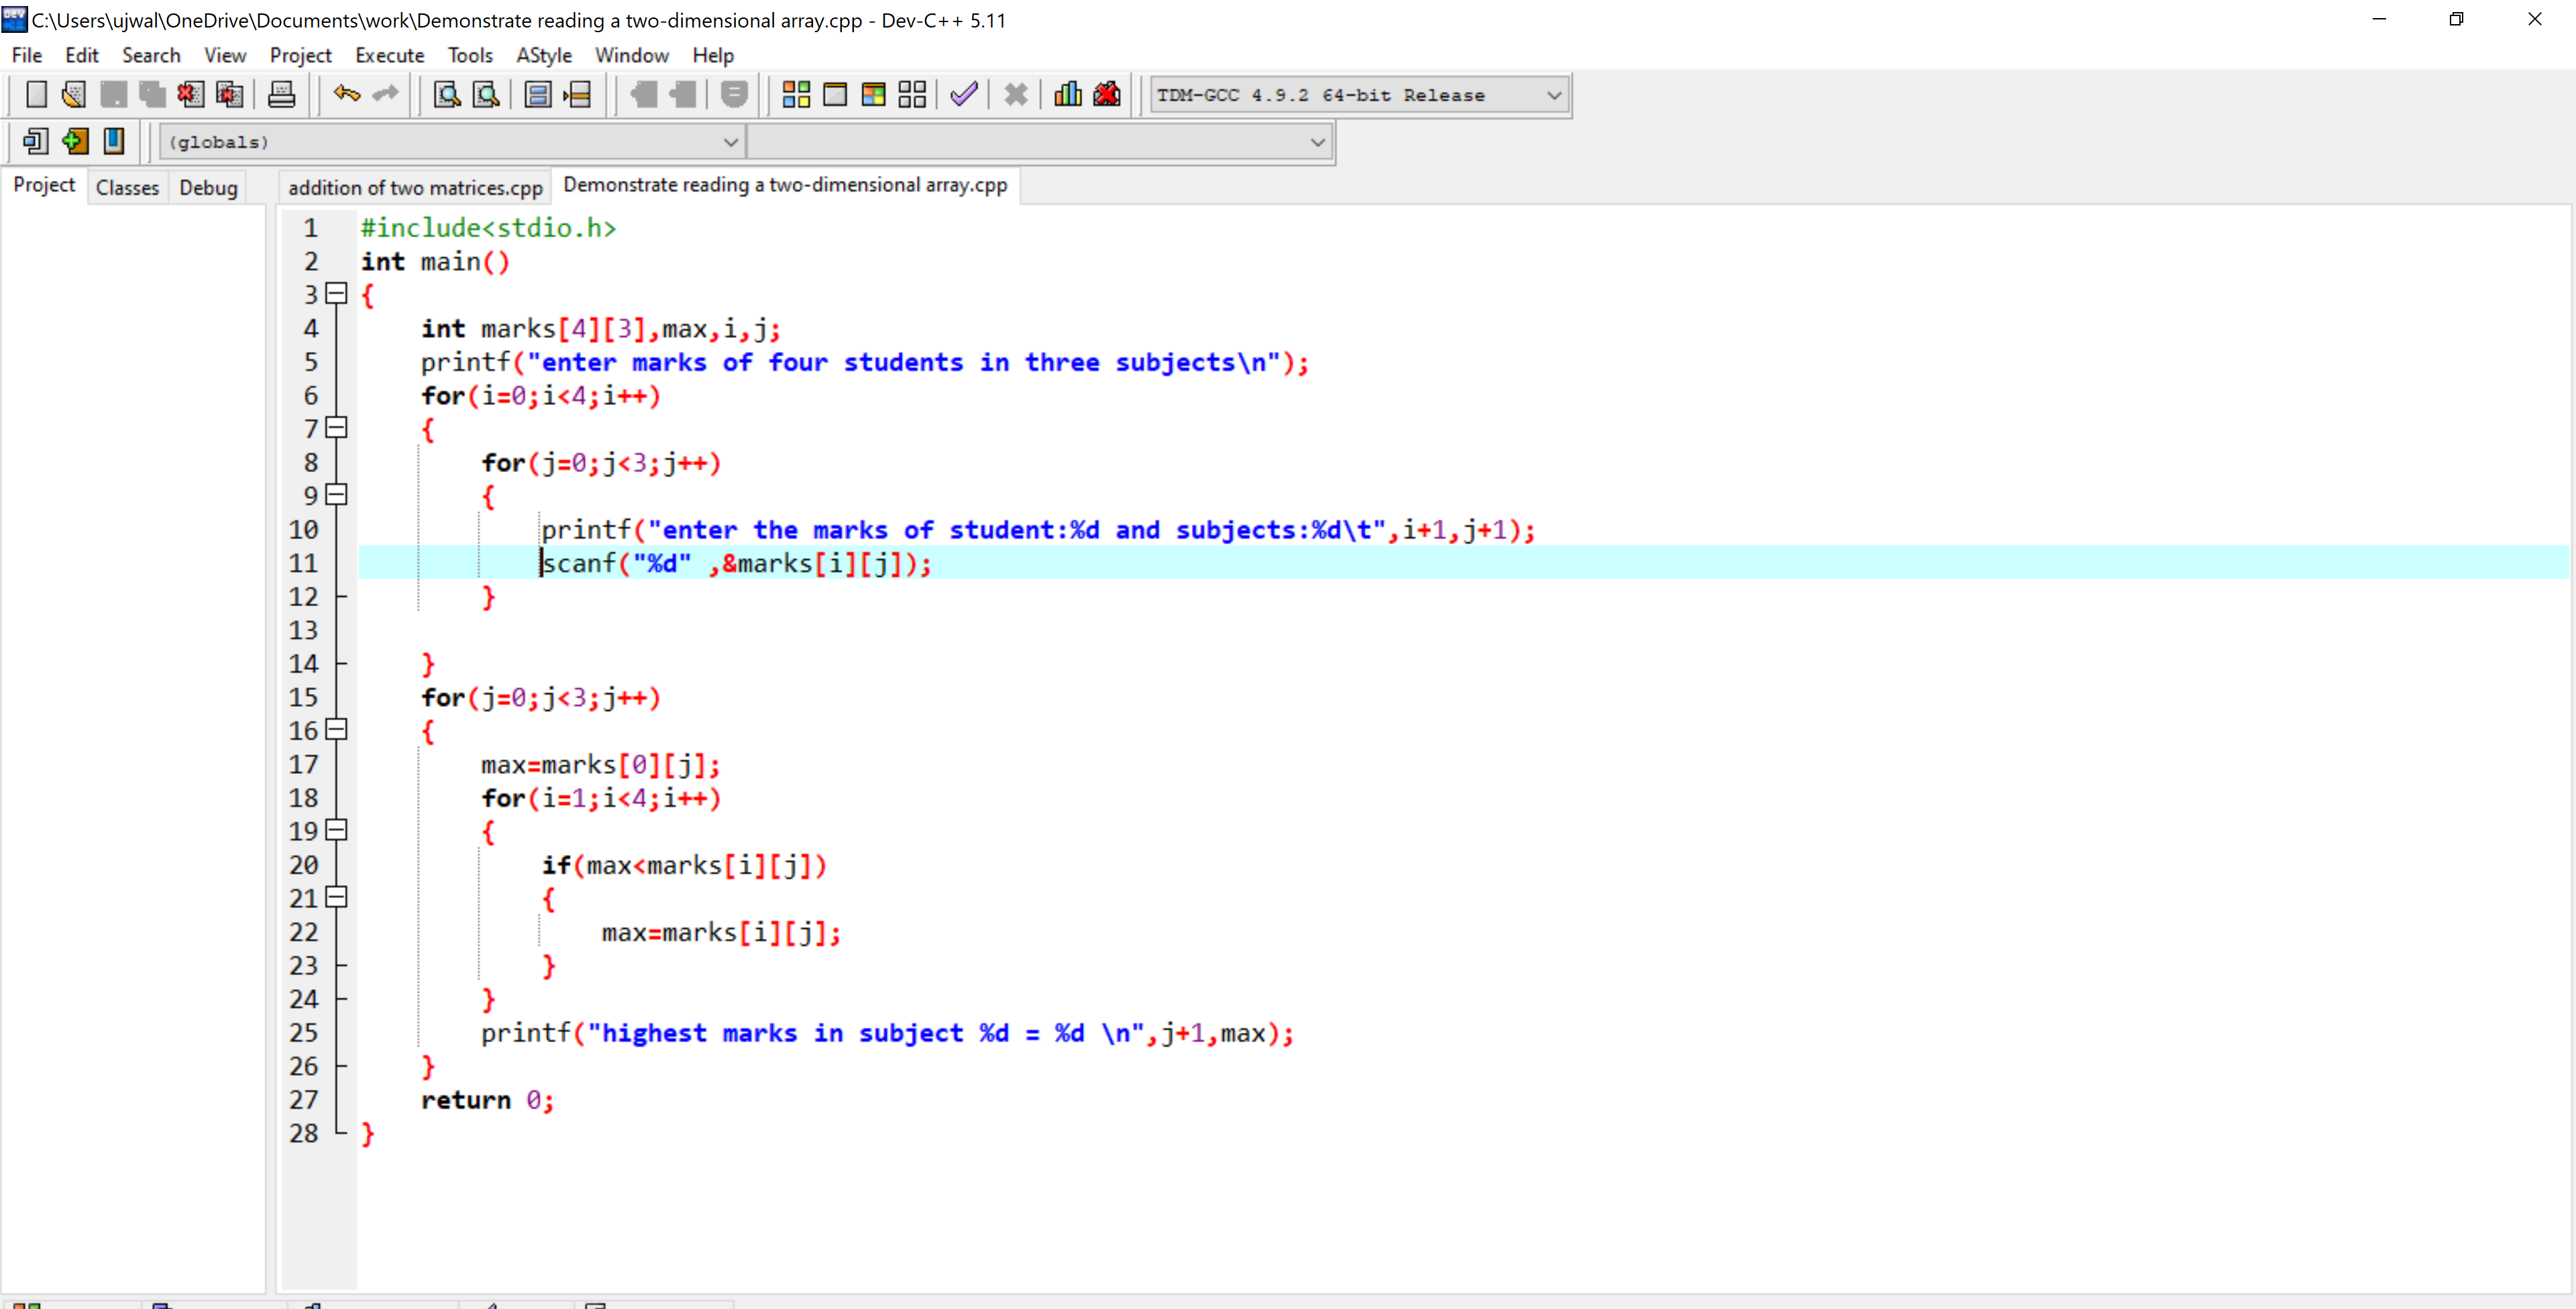 C:\Users\ujwal\OneDrive\Documents\work\Demonstrate reading a two-dimensional array.cpp - Dev-C++ 5.11
File Edit Search View Project Execute Tools AStyle Window Help
TDM-GCC 4.9.2 64-bit Release
(globals)
Project Classes Debug addition of two matrices.cpp Demonstrate reading a two-dimensional array.cpp
1 #include<stdio.h>
2 int main()
3 {
4 int marks[4][3],max,i,j;
5 printf("enter marks of four students in three subjects\n");
6 for(i=0;i<4;i++)
7 {
8 for(j=0;j<3;j++)
9 {
10 printf("enter the marks of student:%d and subjects:%d\t",i+1,j+1);
11 scanf("%d" ,&marks[i][j]);
12 }
13
14 }
15 for(j=0;j<3;j++)
16 {
17 max=marks[0][j];
18 for(i=1;i<4;i++)
19 {
20 if(max<marks[i][j])
21 {
22 max=marks[i][j];
23 }
24 }
25 printf("highest marks in subject %d = %d \n",j+1,max);
26 }
27 return 0;
28 }